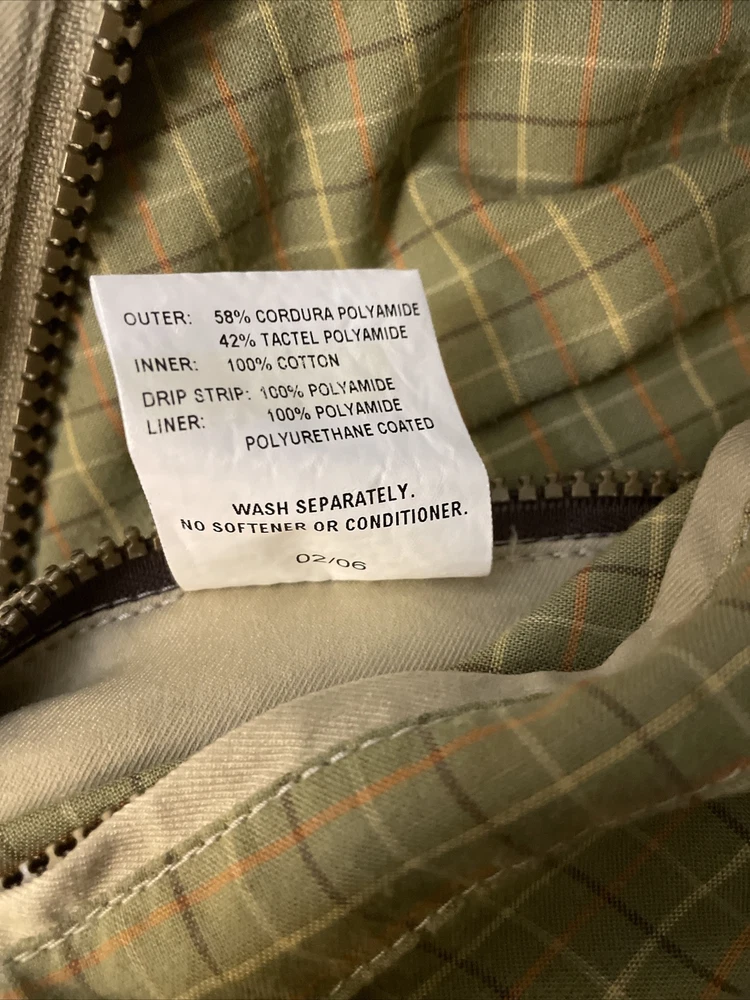 OUTER: 58% CORDURA POLYAMIDE
42% TACTEL POLYAMIDE
INNER: 100% COTTON
DRIP STRIP: 100% POLYAMIDE
LINER: 100% POLYAMIDE
POLYURETHANE COATED
WASH SEPARATELY.
NO SOFTENER OR CONDITIONER.
02/06